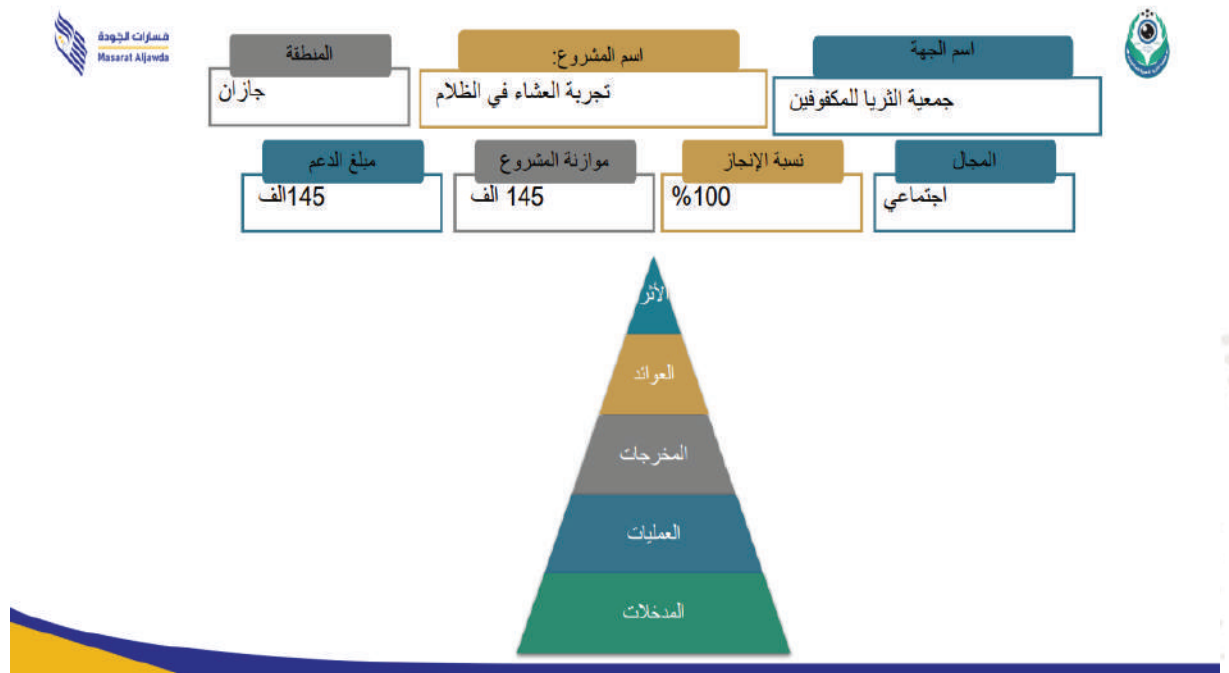 مسارات الجودة
Masarat Aljawda
اسم الجهة
جمعية الثريا للمكفوفين
اسم المشروع:
تجربة العشاء في الظلام
المنطقة
جازان
المجال
اجتماعي
نسبة الإنجاز
%100
موازنة المشروع
145 الف
مبلغ الدعم
145الف
الأثر
العوائد
المخرجات
العمليات
المدخلات